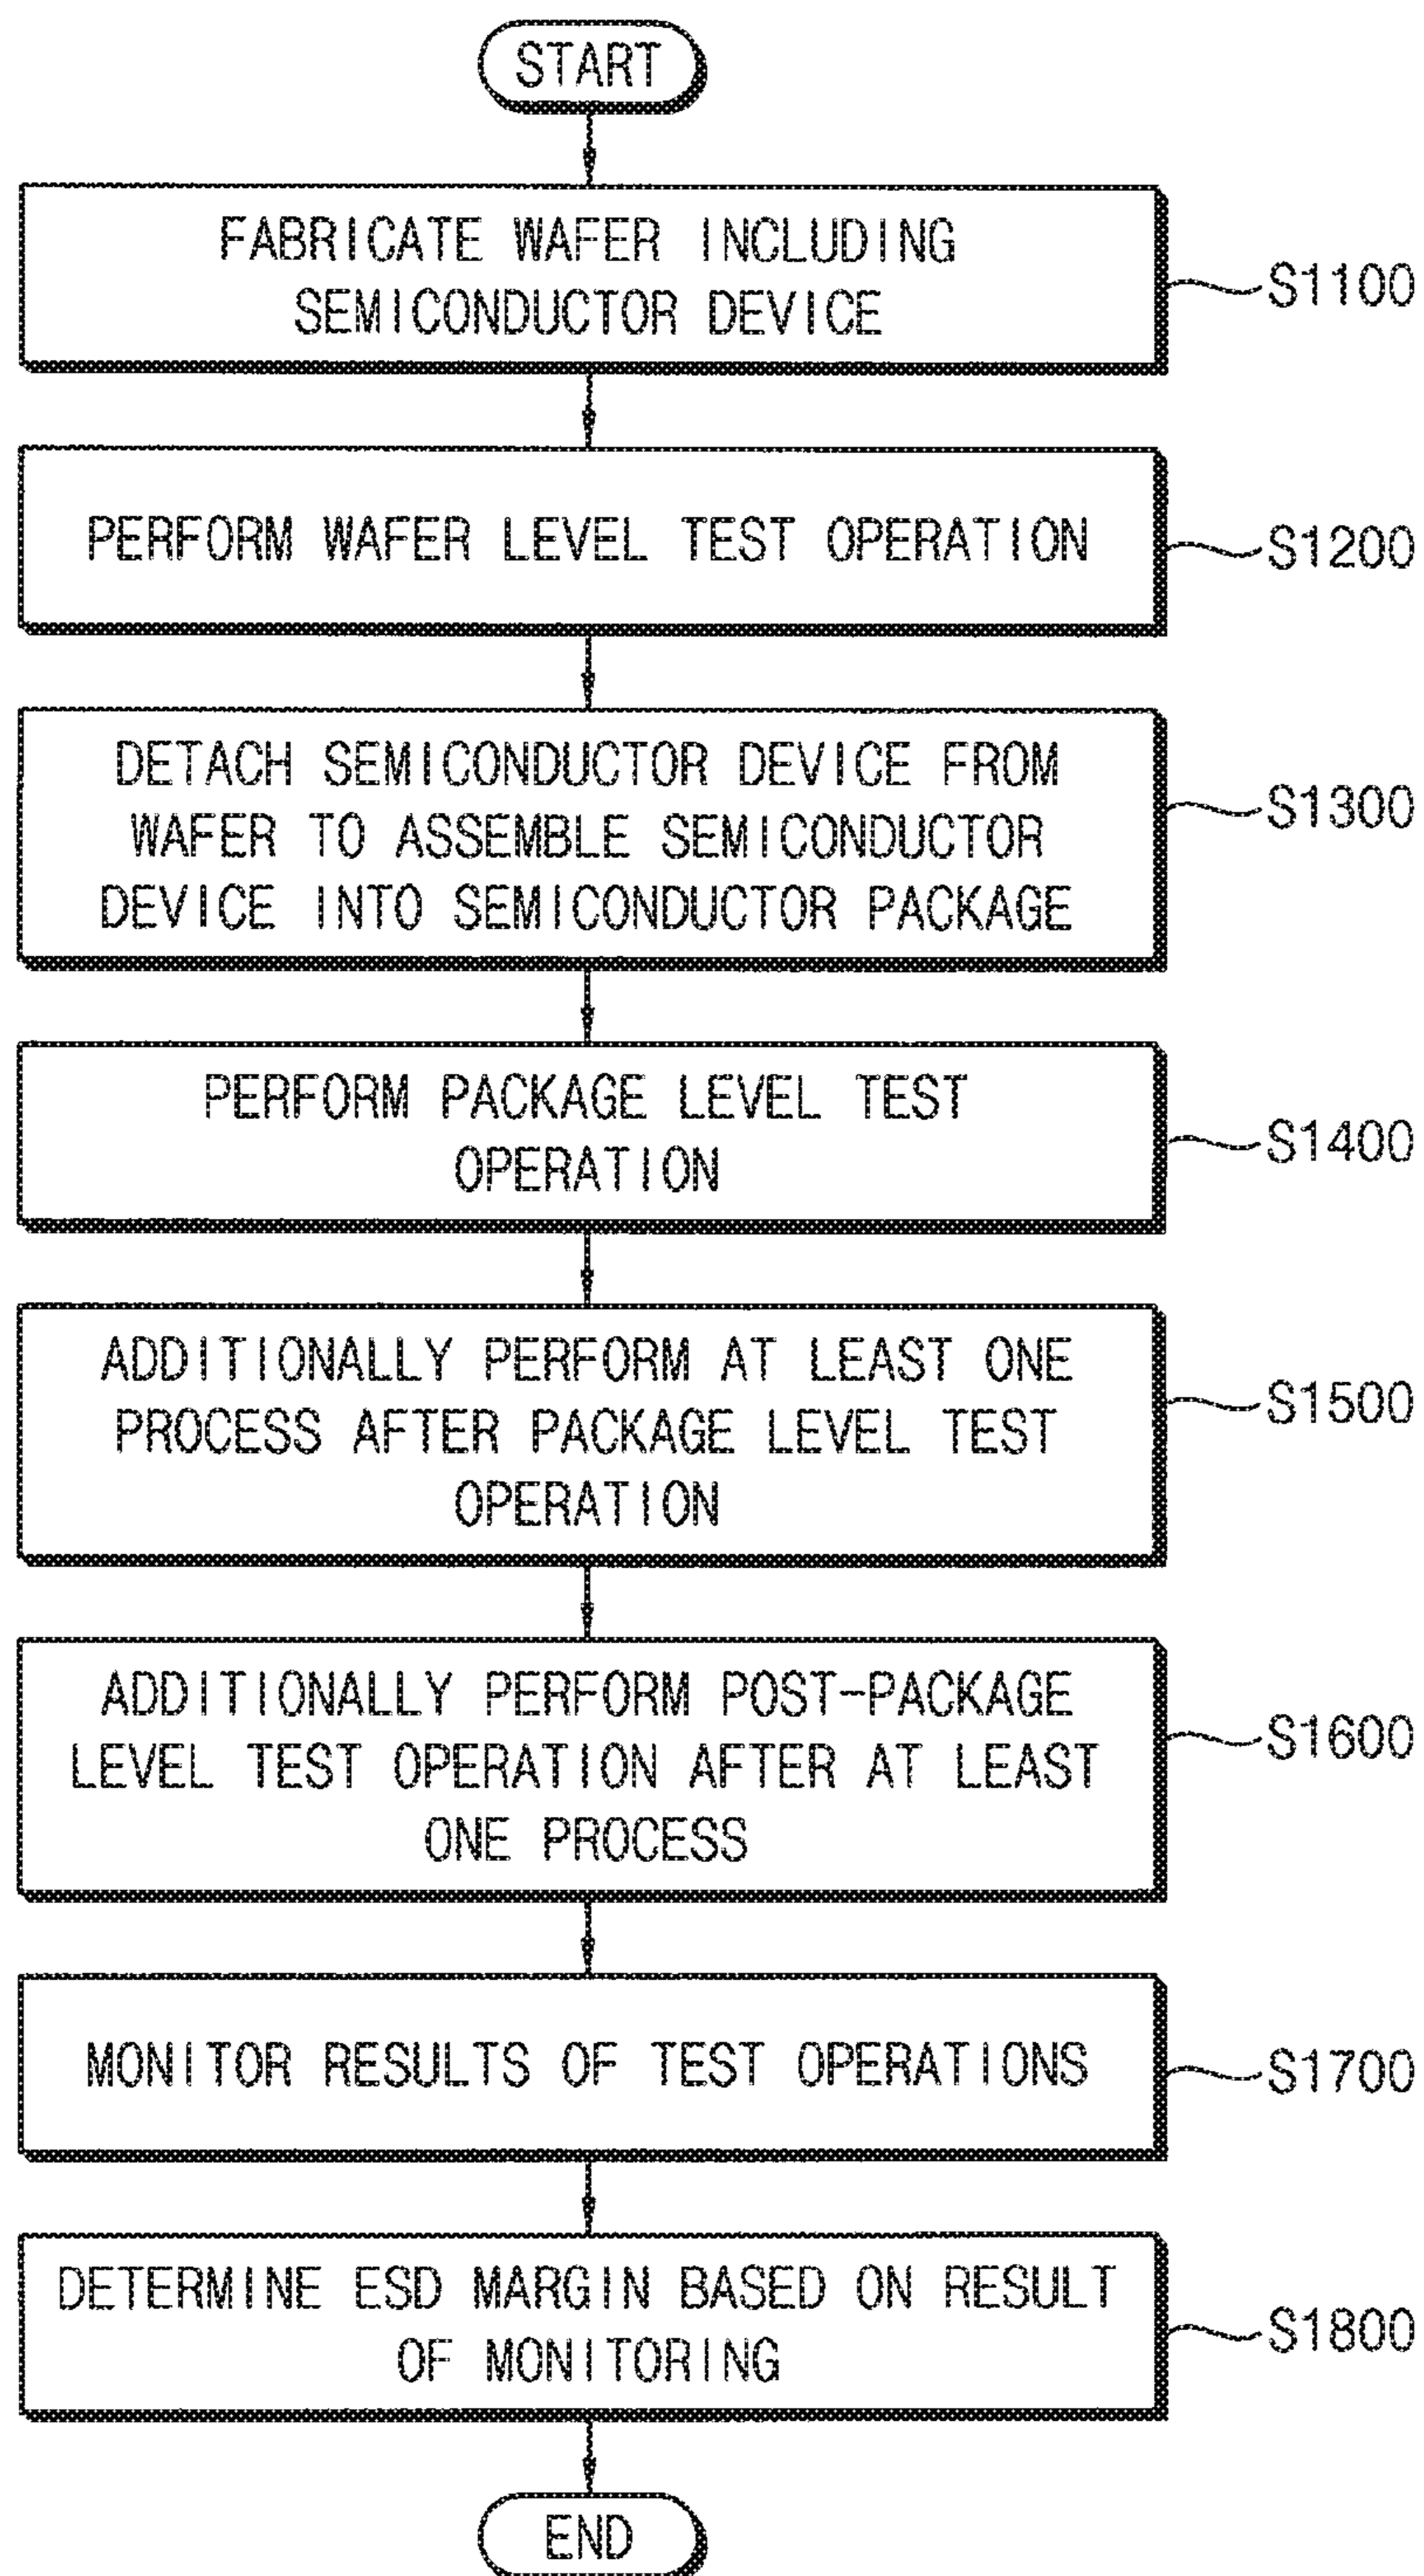 START
FABRICATE WAFER INCLUDING
SEMICONDUCTOR DEVICE
S1100
PERFORM WAFER LEVEL TEST OPERATION
S1200
DETACH SEMICONDUCTOR DEVICE FROM
WAFER TO ASSEMBLE SEMICONDUCTOR
DEVICE INTO SEMICONDUCTOR PACKAGE
S1300
PERFORM PACKAGE LEVEL TEST
OPERATION
S1400
ADDITIONALLY PERFORM AT LEAST ONE
PROCESS AFTER PACKAGE LEVEL TEST
OPERATION
S1500
ADDITIONALLY PERFORM POST-PACKAGE
LEVEL TEST OPERATION AFTER AT LEAST
ONE PROCESS
S1600
MONITOR RESULTS OF TEST OPERATIONS
S1700
DETERMINE ESD MARGIN BASED ON RESULT
OF MONITORING
S1800
END